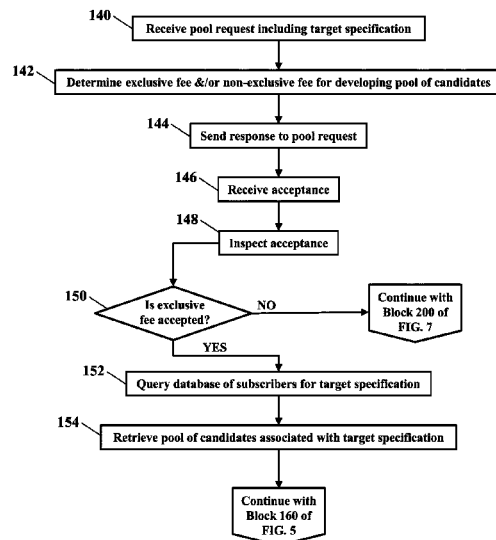 140
Receive pool request including target specification
142
Determine exclusive fee &/or non-exclusive fee for developing pool of candidates
144
Send response to pool request
146
Receive acceptance
148
Inspect acceptance
150
Is exclusive
fee accepted?
NO
Continue with
Block 200 of
FIG. 7
YES
152
Query database of subscribers for target specification
154
Retrieve pool of candidates associated with target specification
Continue with
Block 160 of
FIG. 5